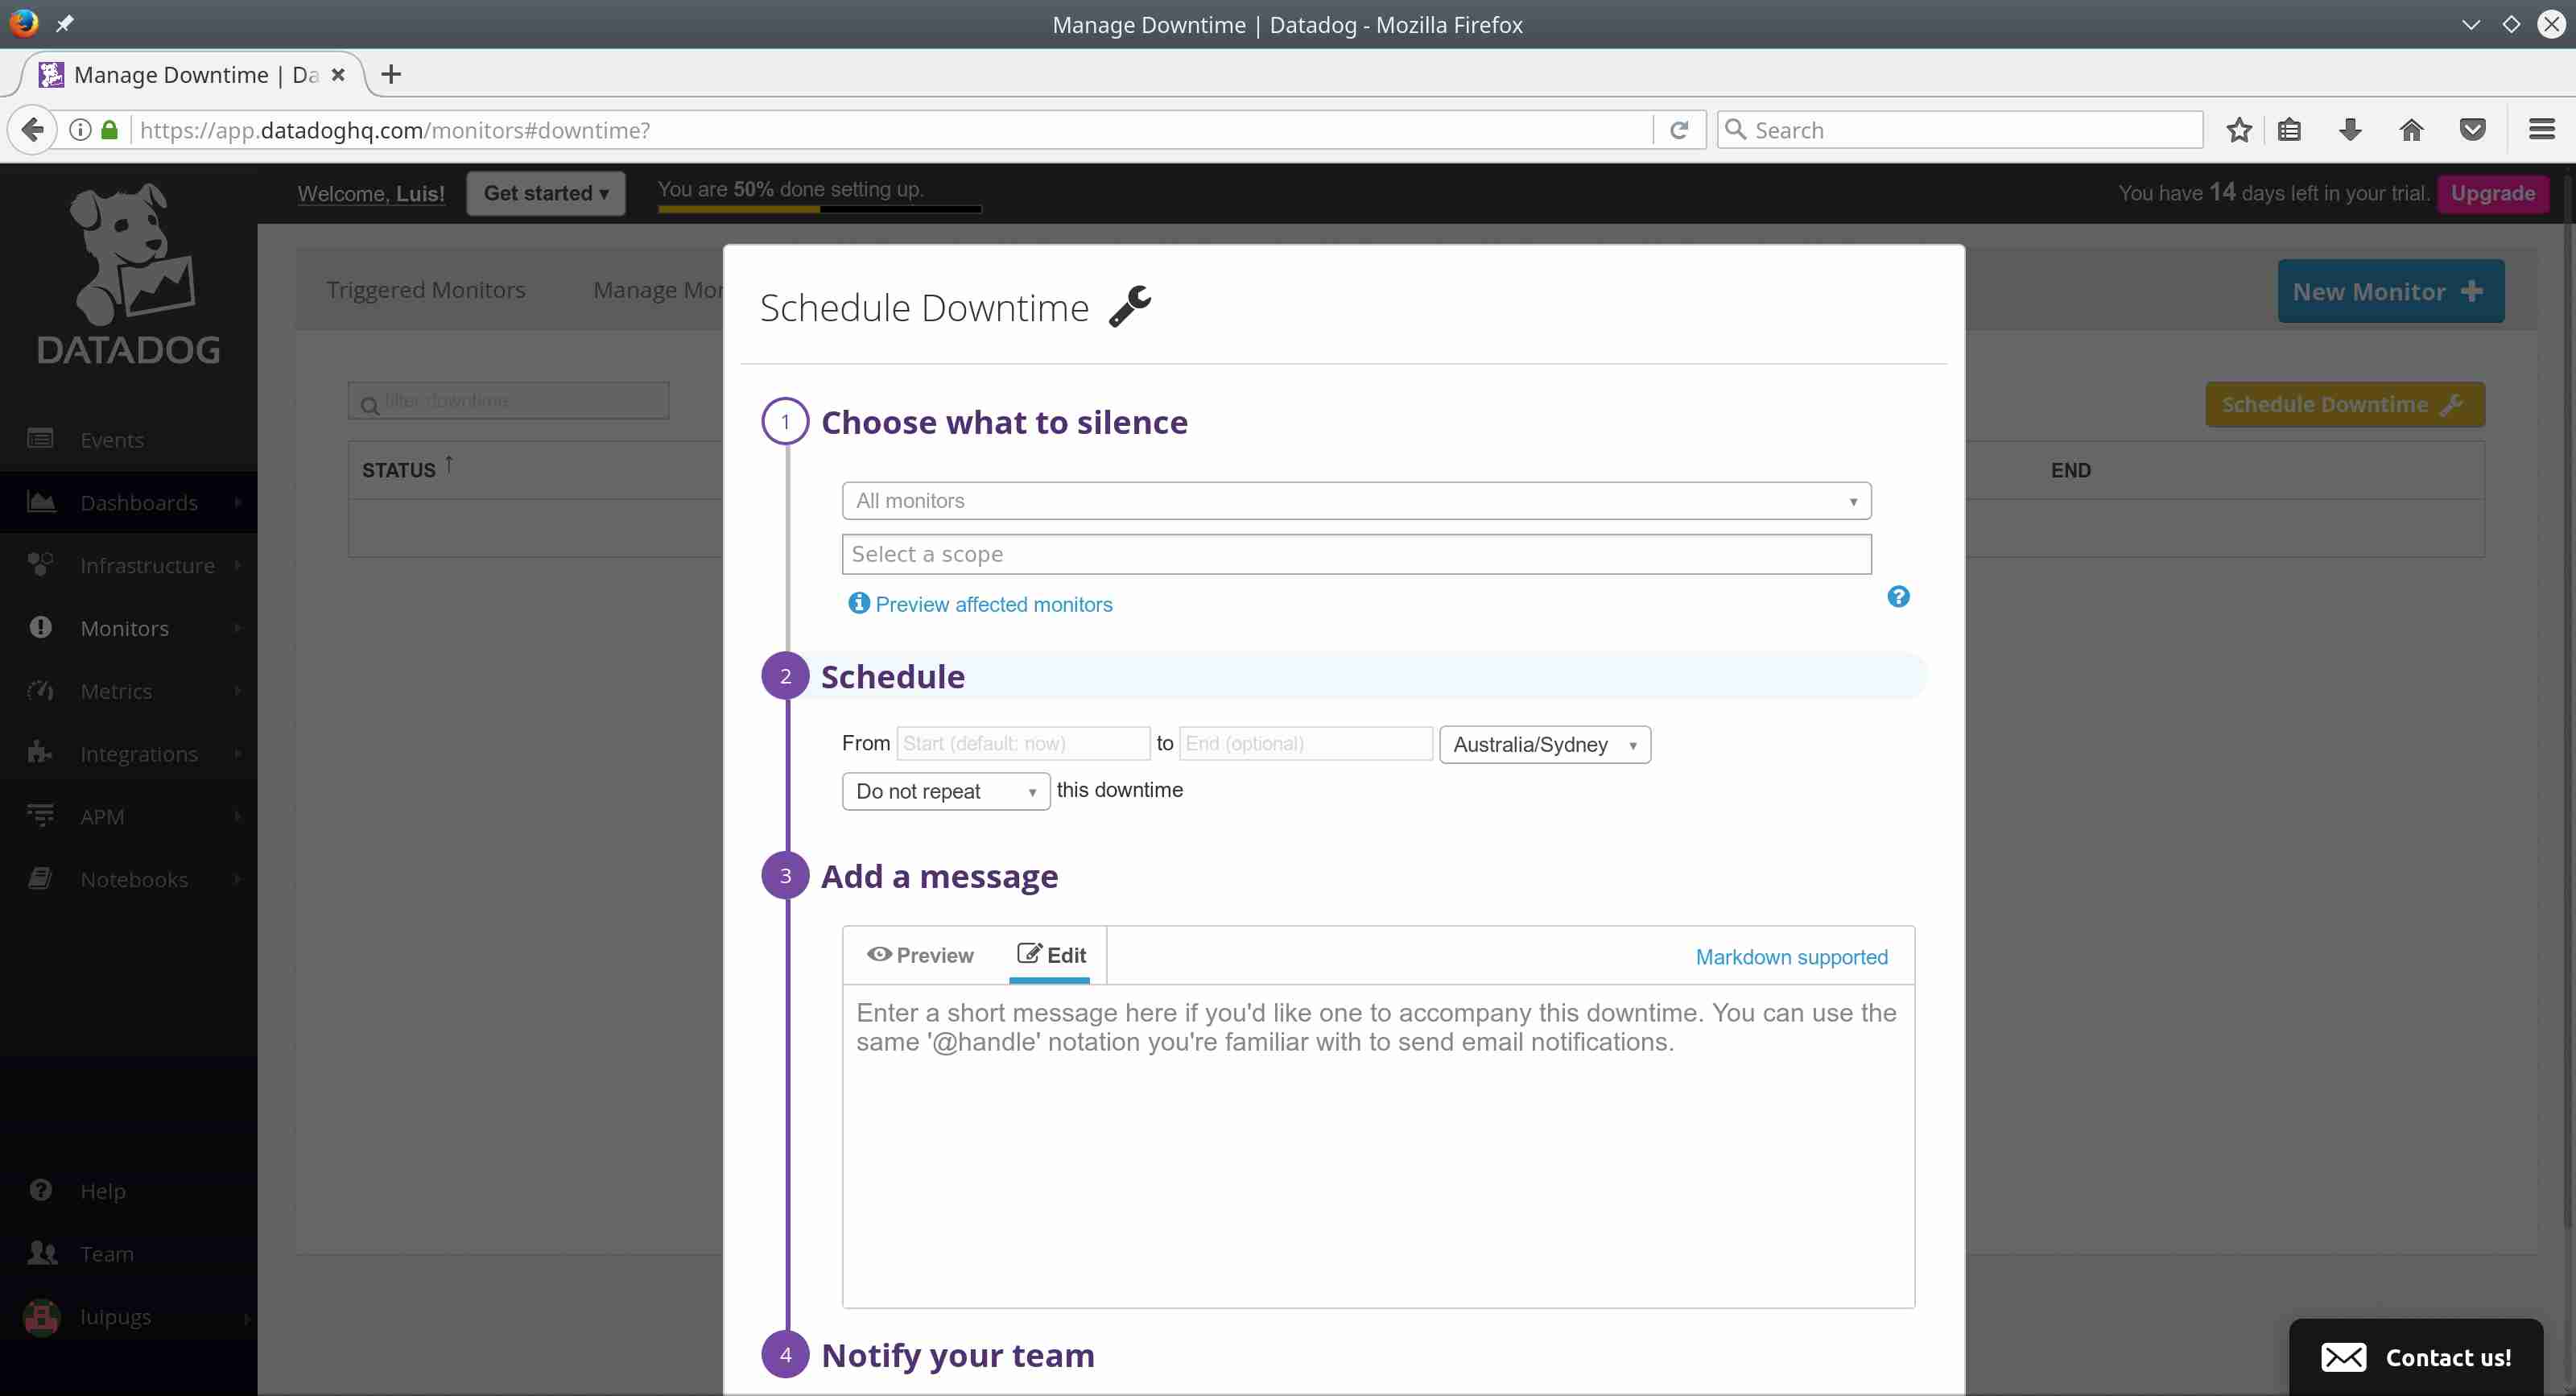 Manage Downtime | Datadog - Mozilla Firefox
Manage Downtime | Da
https://app.datadoghq.com/monitors#downtime?
Search
DATADOG
Welcome, Luis!
Get started ▾
You are 50% done setting up.
You have 14 days left in your trial.
Upgrade
Events
Dashboards
Infrastructure
Monitors
Metrics
Integrations
APM
Notebooks
Help
Team
luipugs
Triggered Monitors
Manage Mon
New Monitor +
filter downtime
Schedule Downtime
STATUS ↑
END
Schedule Downtime
1 Choose what to silence
All monitors
Select a scope
Preview affected monitors
2 Schedule
From Start (default: now) to End (optional) Australia/Sydney
Do not repeat this downtime
3 Add a message
Preview Edit Markdown supported
Enter a short message here if you'd like one to accompany this downtime. You can use the
same '@handle' notation you're familiar with to send email notifications.
4 Notify your team
Contact us!